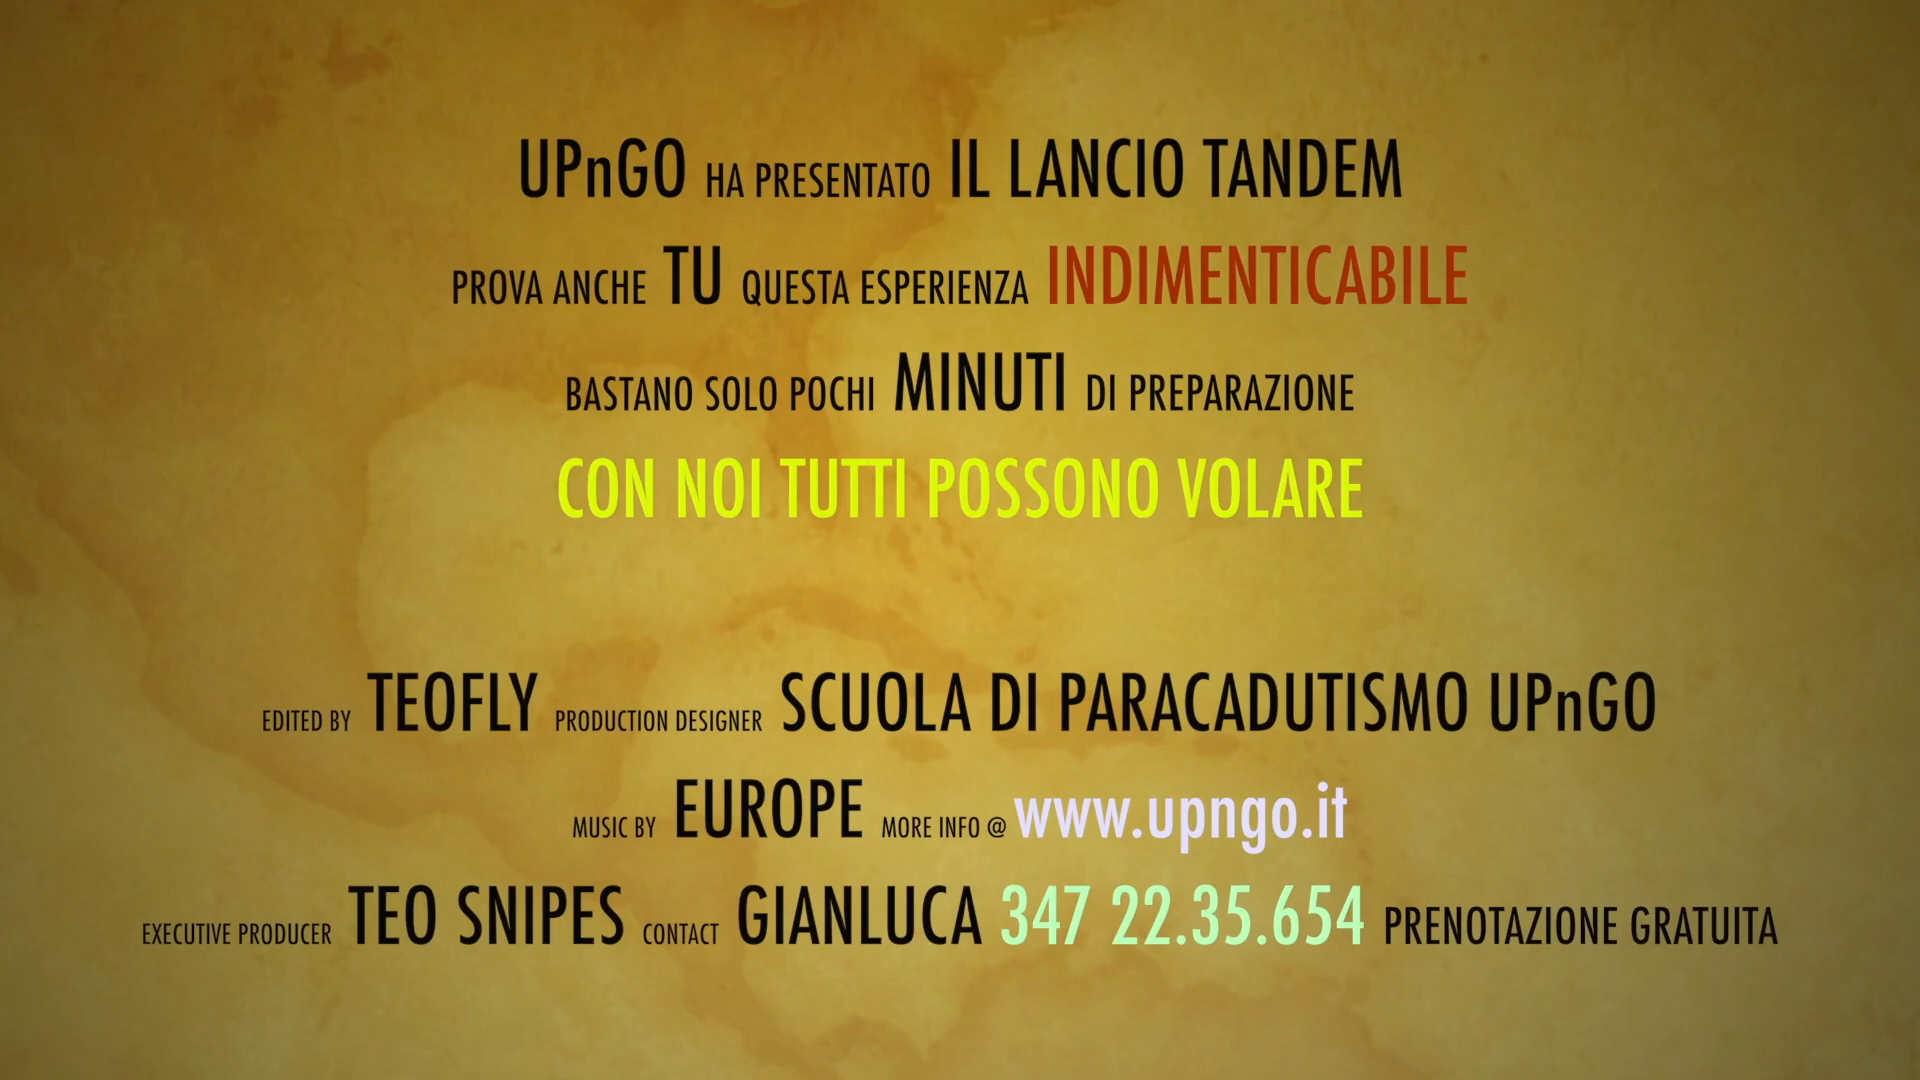 UPnGO HA PRESENTATO IL LANCIO TANDEM
PROVA ANCHE TU QUESTA ESPERIENZA INDIMENTICABILE
BASTANO SOLO POCHI MINUTI DI PREPARAZIONE
CON NOI TUTTI POSSONO VOLARE
EDITED BY TEOFLY PRODUCTION DESIGNER SCUOLA DI PARACADUTISMO UPnGO
MUSIC BY EUROPE MORE INFO @ www.upngo.it
EXECUTIVE PRODUCER TEO SNIPES CONTACT GIANLUCA 347 22.35.654 PRENOTAZIONE GRATUITA